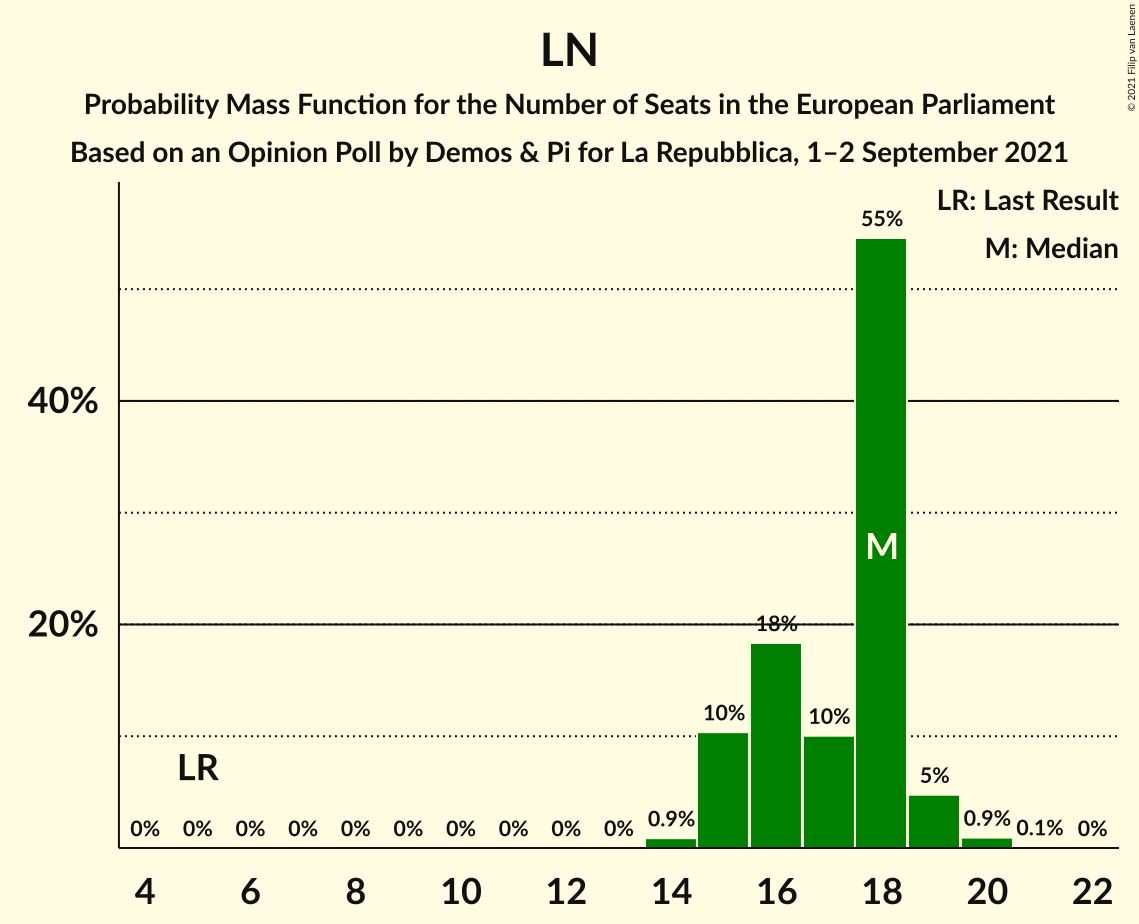 LN
Probability Mass Function for the Number of Seats in the European Parliament
Based on an Opinion Poll by Demos & Pi for La Repubblica, 1–2 September 2021
© 2021 Filip van Laenen
LR: Last Result
M: Median
55%
40%
M
20%
18%
10%
10%
LR
5%
0% 0% 0% 0% 0% 0% 0% 0% 0% 0% 0.9% 0.9% 0.1% 0%
4 6 8 10 12 14 16 18 20 22